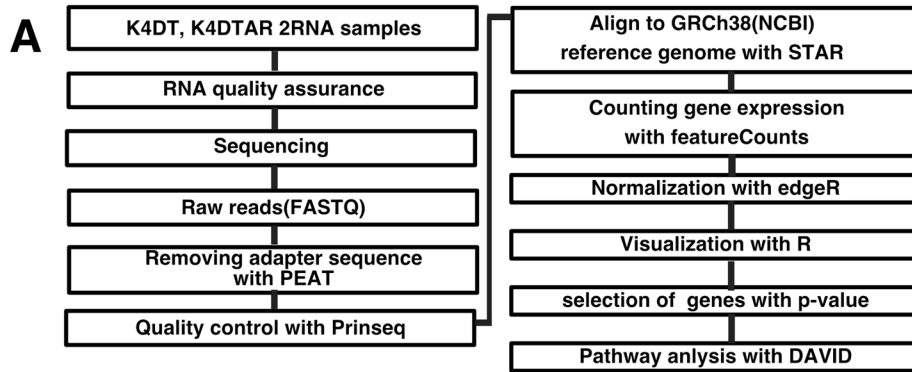 A
K4DT, K4DTAR 2RNA samples
RNA quality assurance
Sequencing
Raw reads(FASTQ)
Removing adapter sequence
with PEAT
Quality control with Prinseq
Align to GRCh38(NCBI)
reference genome with STAR
Counting gene expression
with featureCounts
Normalization with edgeR
Visualization with R
selection of genes with p-value
Pathway anlysis with DAVID